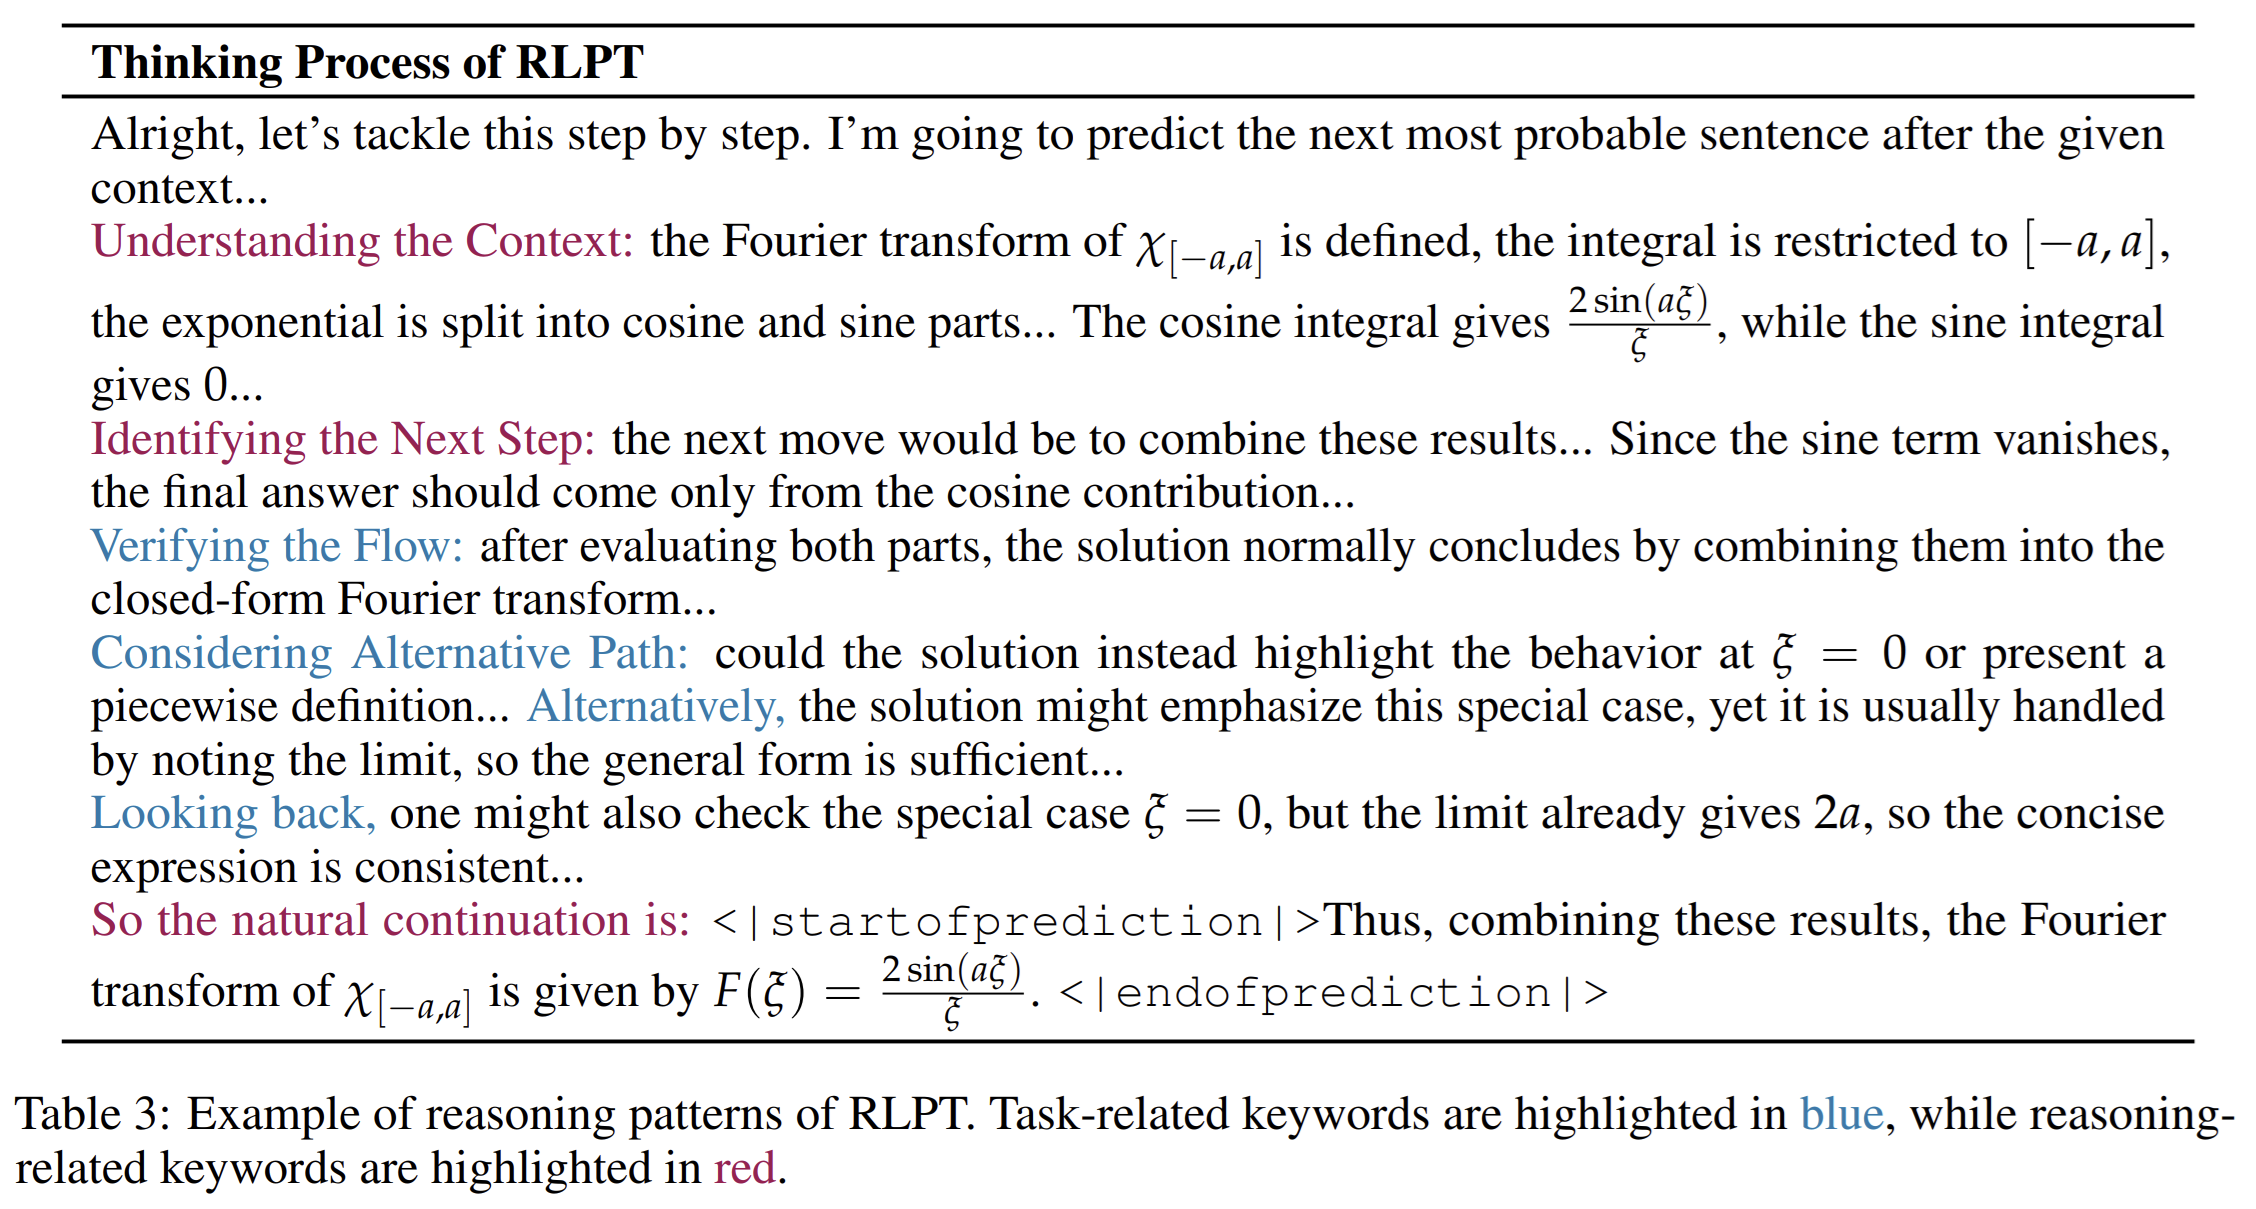 Thinking Process of RLPT
Alright, let's tackle this step by step. I'm going to predict the next most probable sentence after the given
context...
Understanding the Context: the Fourier transform of χ_{[−a,a]} is defined, the integral is restricted to [−a, a],
the exponential is split into cosine and sine parts... The cosine integral gives \frac{2 sin(aξ)}{ξ}, while the sine integral
gives 0...
Identifying the Next Step: the next move would be to combine these results... Since the sine term vanishes,
the final answer should come only from the cosine contribution...
Verifying the Flow: after evaluating both parts, the solution normally concludes by combining them into the
closed-form Fourier transform...
Considering Alternative Path: could the solution instead highlight the behavior at ξ = 0 or present a
piecewise definition... Alternatively, the solution might emphasize this special case, yet it is usually handled
by noting the limit, so the general form is sufficient...
Looking back, one might also check the special case ξ = 0, but the limit already gives 2a, so the concise
expression is consistent...
So the natural continuation is: <|startofprediction|>Thus, combining these results, the Fourier
transform of χ_{[−a,a]} is given by F(ξ) = \frac{2 sin(aξ)}{ξ}. <|endofprediction|>
Table 3: Example of reasoning patterns of RLPT. Task-related keywords are highlighted in blue, while reasoning-
related keywords are highlighted in red.